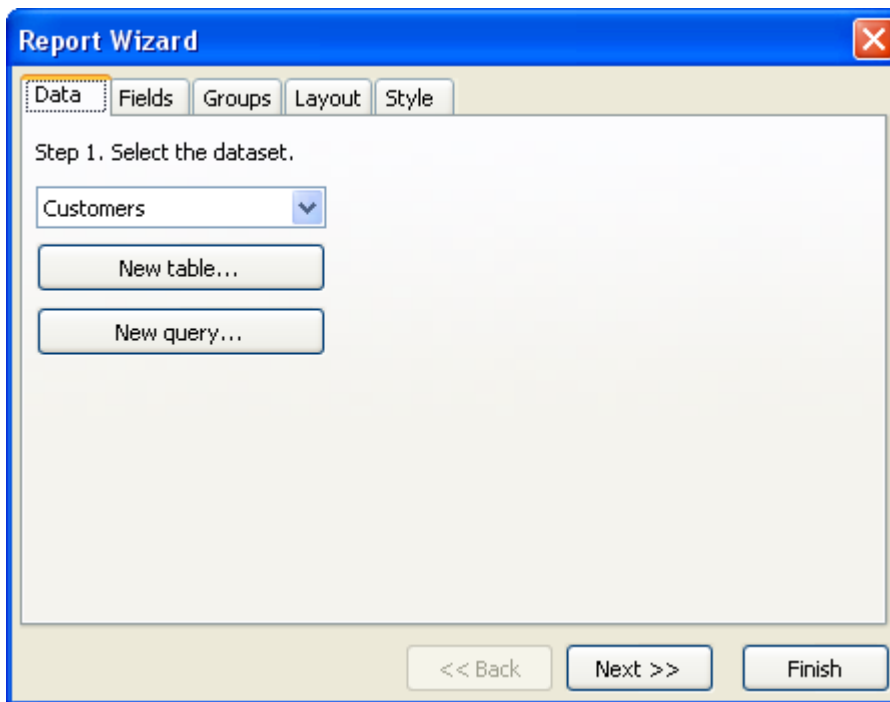 Report Wizard
Data Fields Groups Layout Style
Step 1. Select the dataset.
Customers
New table...
New query...
<< Back Next >> Finish